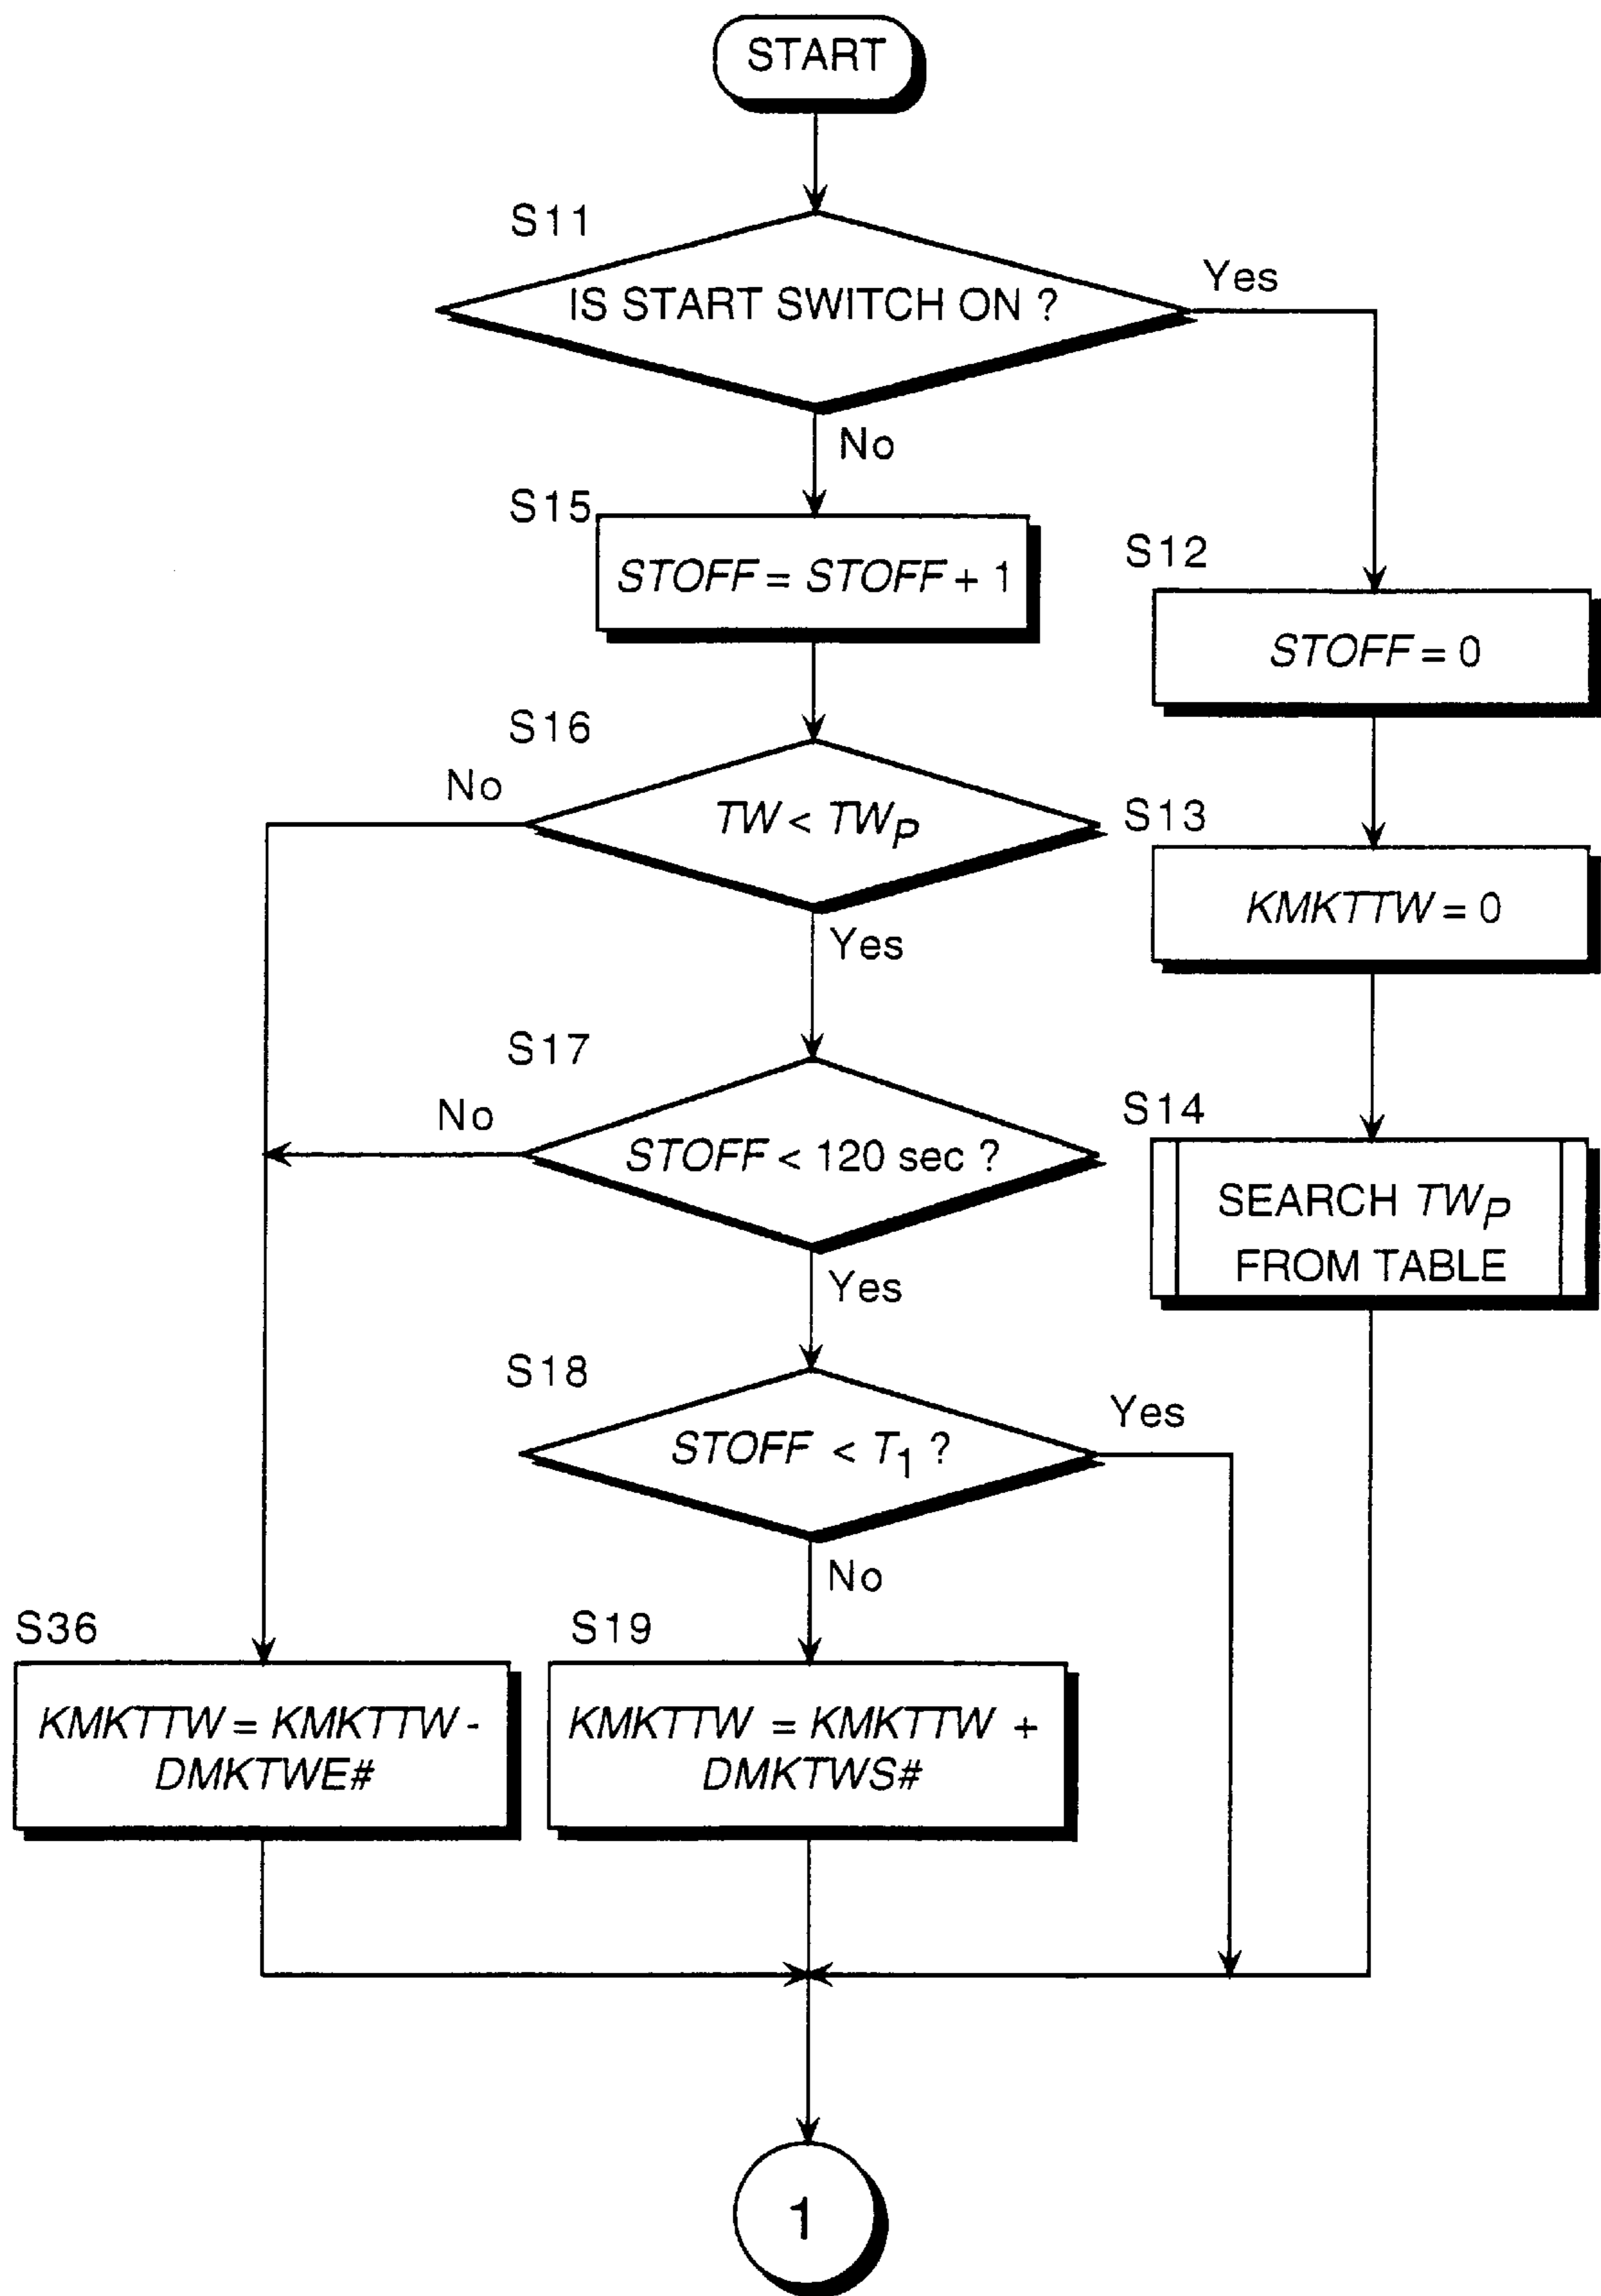 START
S11
IS START SWITCH ON ?
Yes
No
S15
STOFF = STOFF + 1
S12
STOFF = 0
S16
No
TW < TWP
Yes
S13
KMKTTW = 0
S17
No
STOFF < 120 sec ?
Yes
S14
SEARCH TWP
FROM TABLE
S18
STOFF < T1 ?
Yes
No
S36
KMKTTW = KMKTTW -
DMKTWE#
S19
KMKTTW = KMKTTW +
DMKTWS#
1